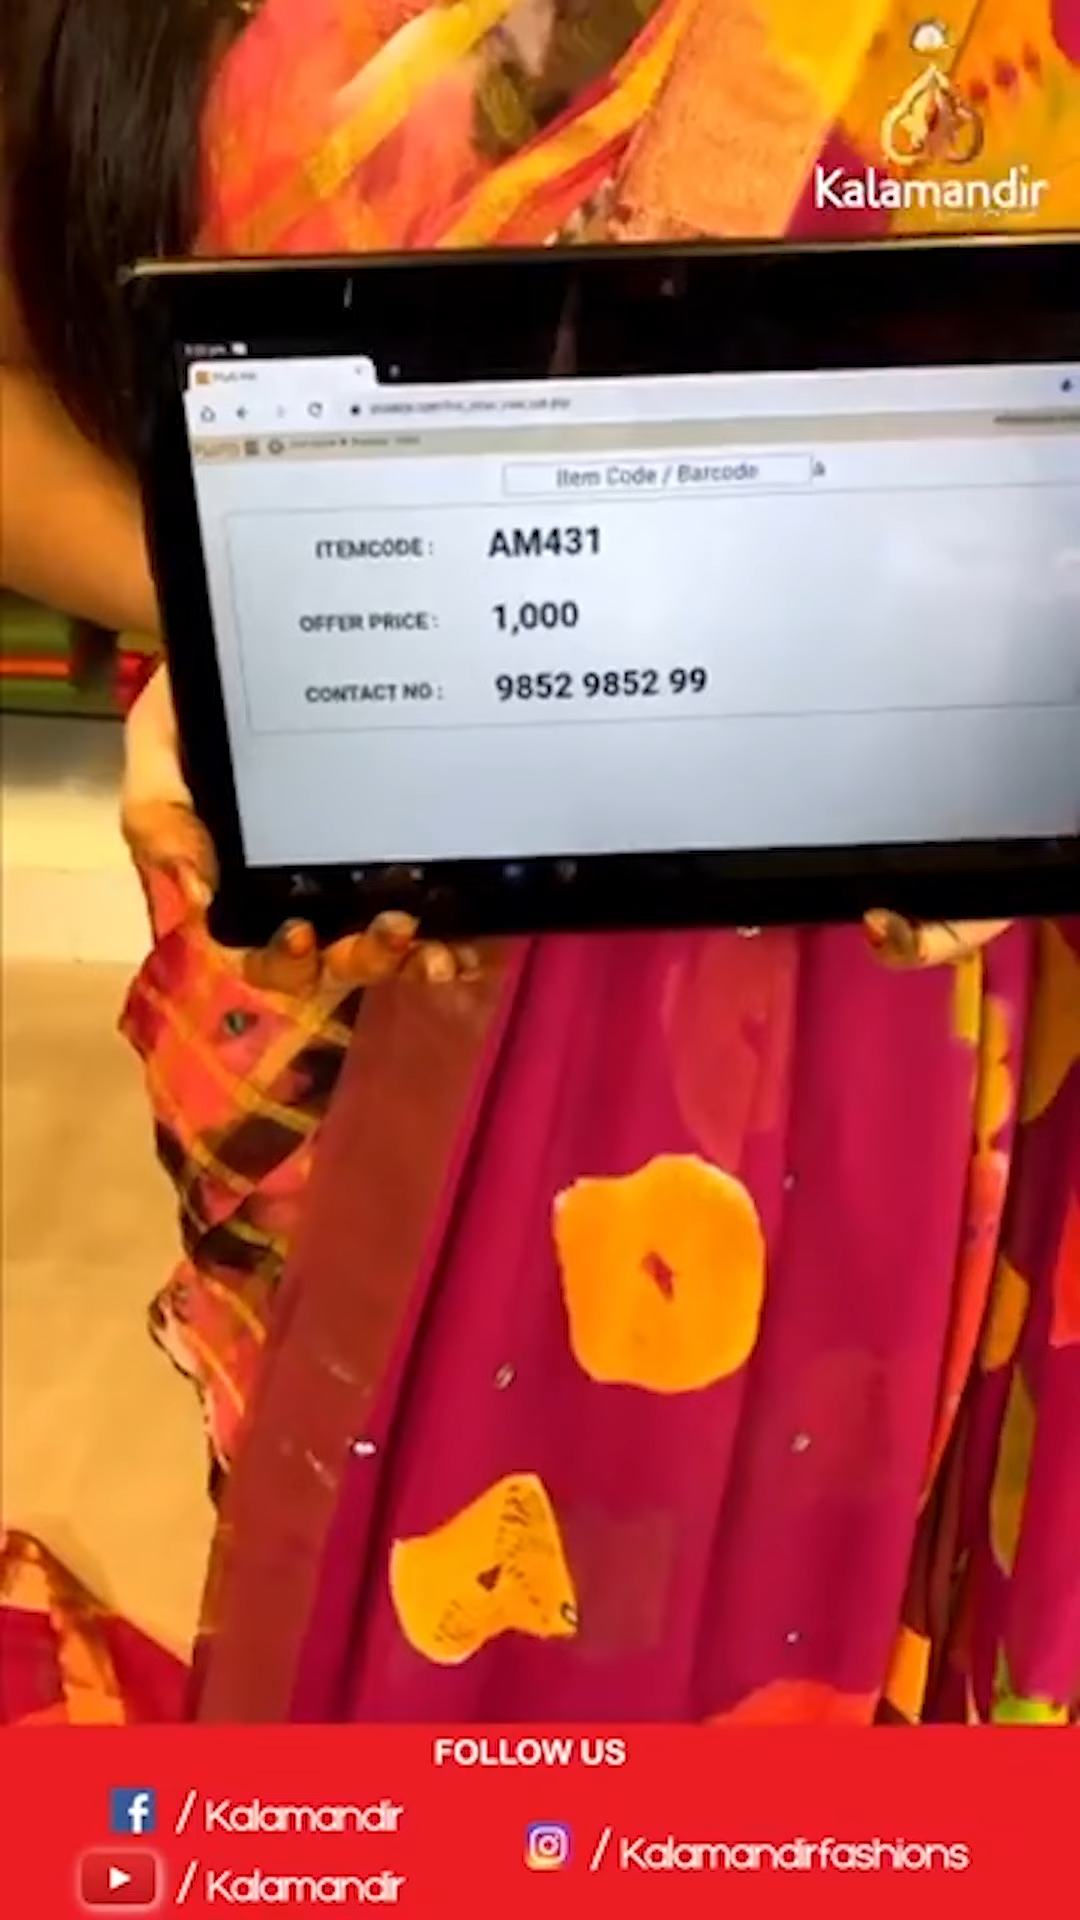 Kalamandir
Item Code / Barcode
ITEMCODE : AM431
OFFER PRICE : 1,000
CONTACT NO : 9852 9852 99
FOLLOW US
/ Kalamandir
/ Kalamandirfashions
/ Kalamandir